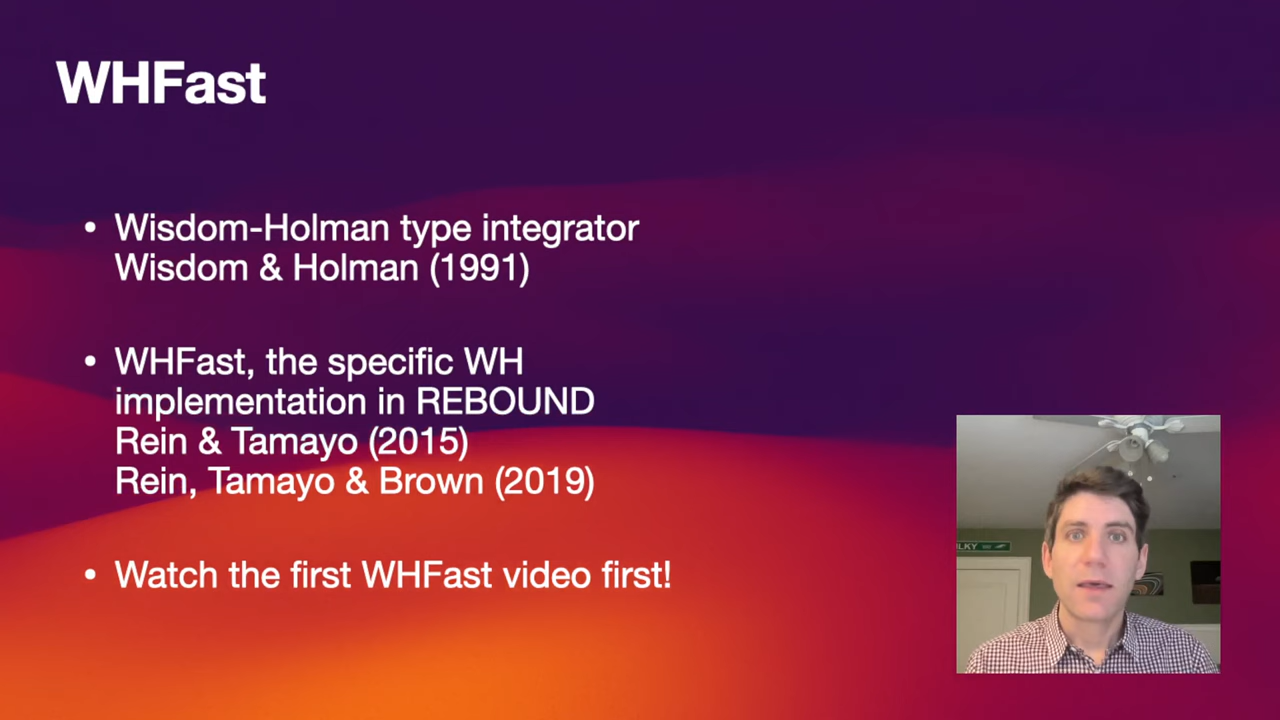 WHFast
• Wisdom-Holman type integrator
Wisdom & Holman (1991)
• WHFast, the specific WH
implementation in REBOUND
Rein & Tamayo (2015)
Rein, Tamayo & Brown (2019)
• Watch the first WHFast video first!